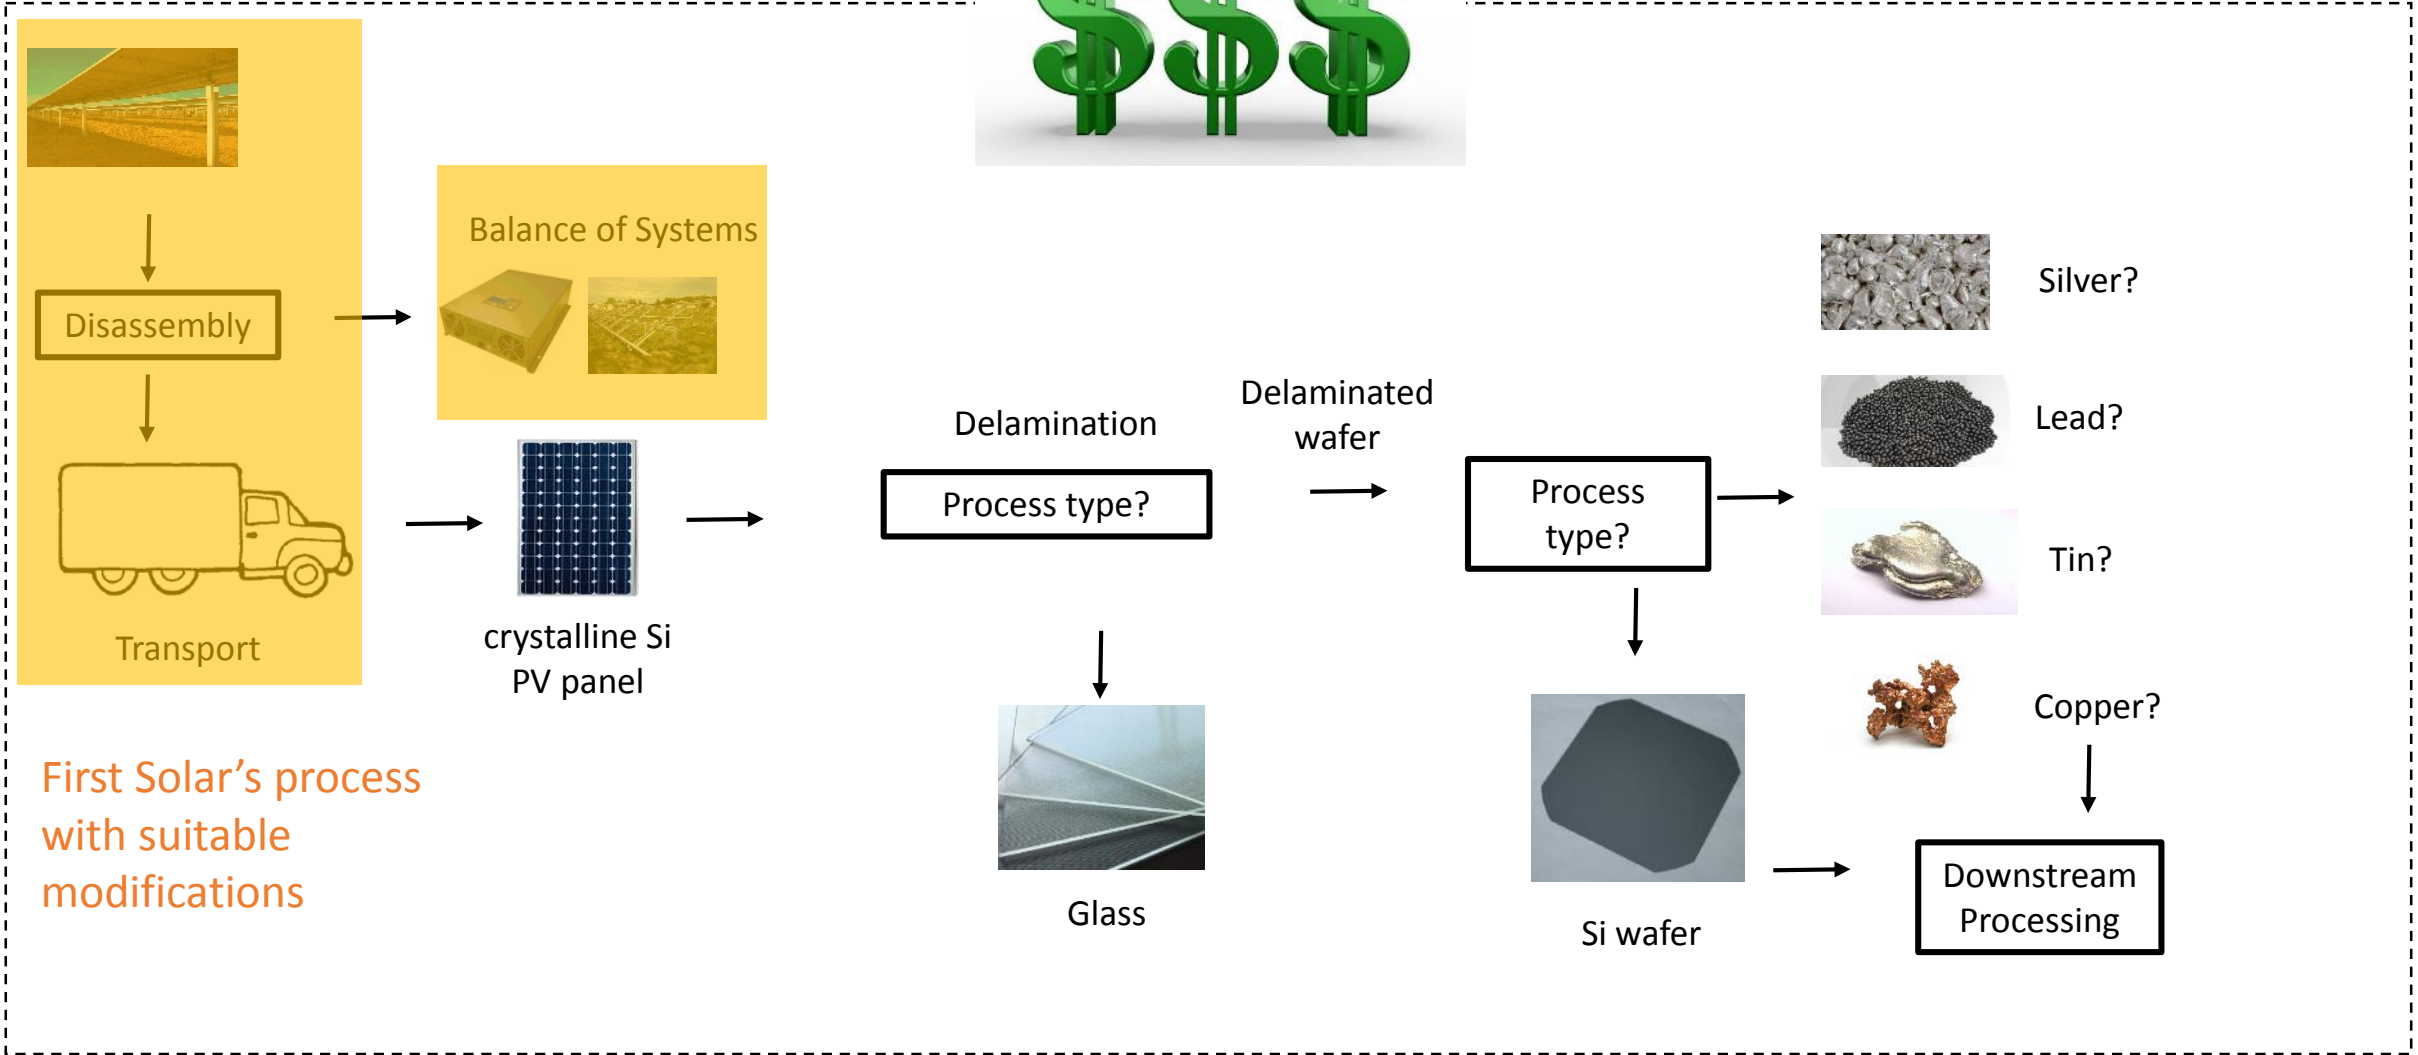 Balance of Systems
Disassembly
Transport
crystalline Si
PV panel
First Solar’s process
with suitable
modifications
Delamination
Process type?
Glass
Delaminated
wafer
Process
type?
Si wafer
Silver?
Lead?
Tin?
Copper?
Downstream
Processing